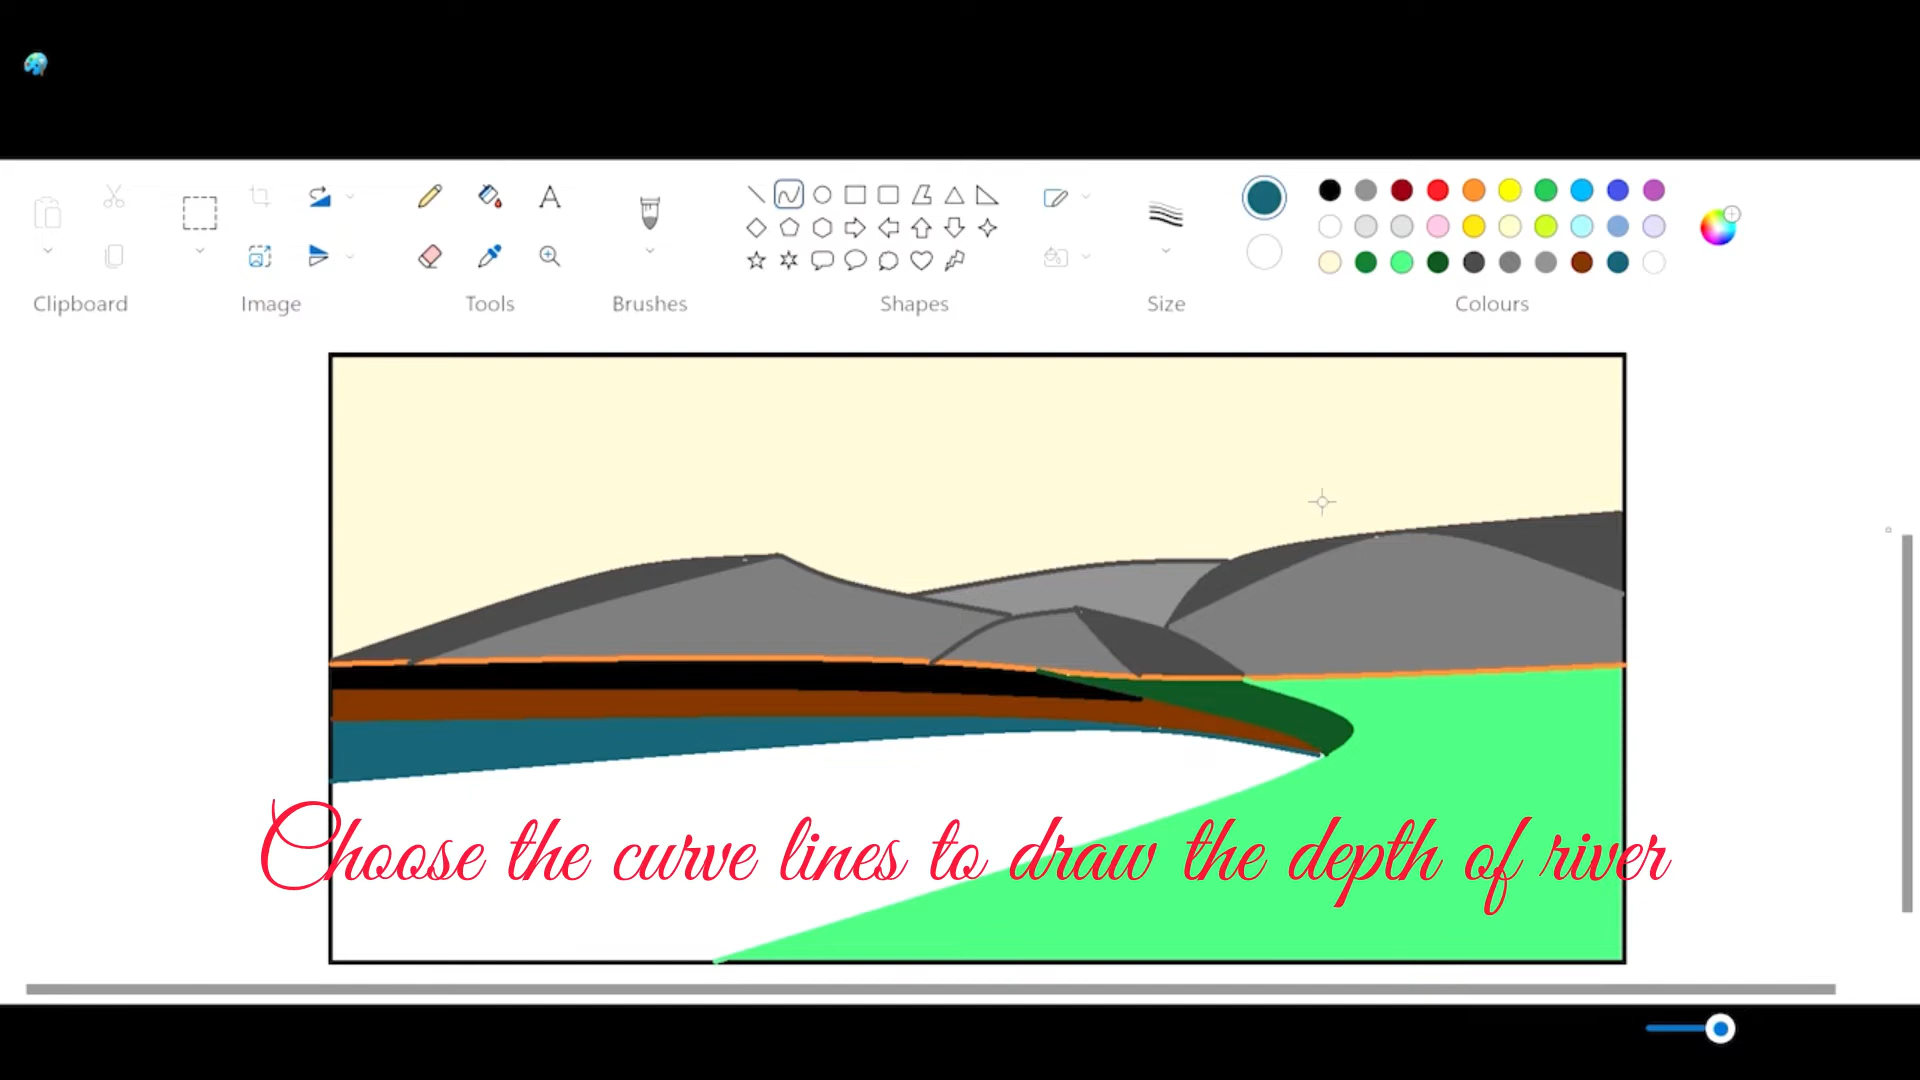 Clipboard
Image
Tools
Brushes
Shapes
Size
Colours
Choose the curve lines to draw the depth of river